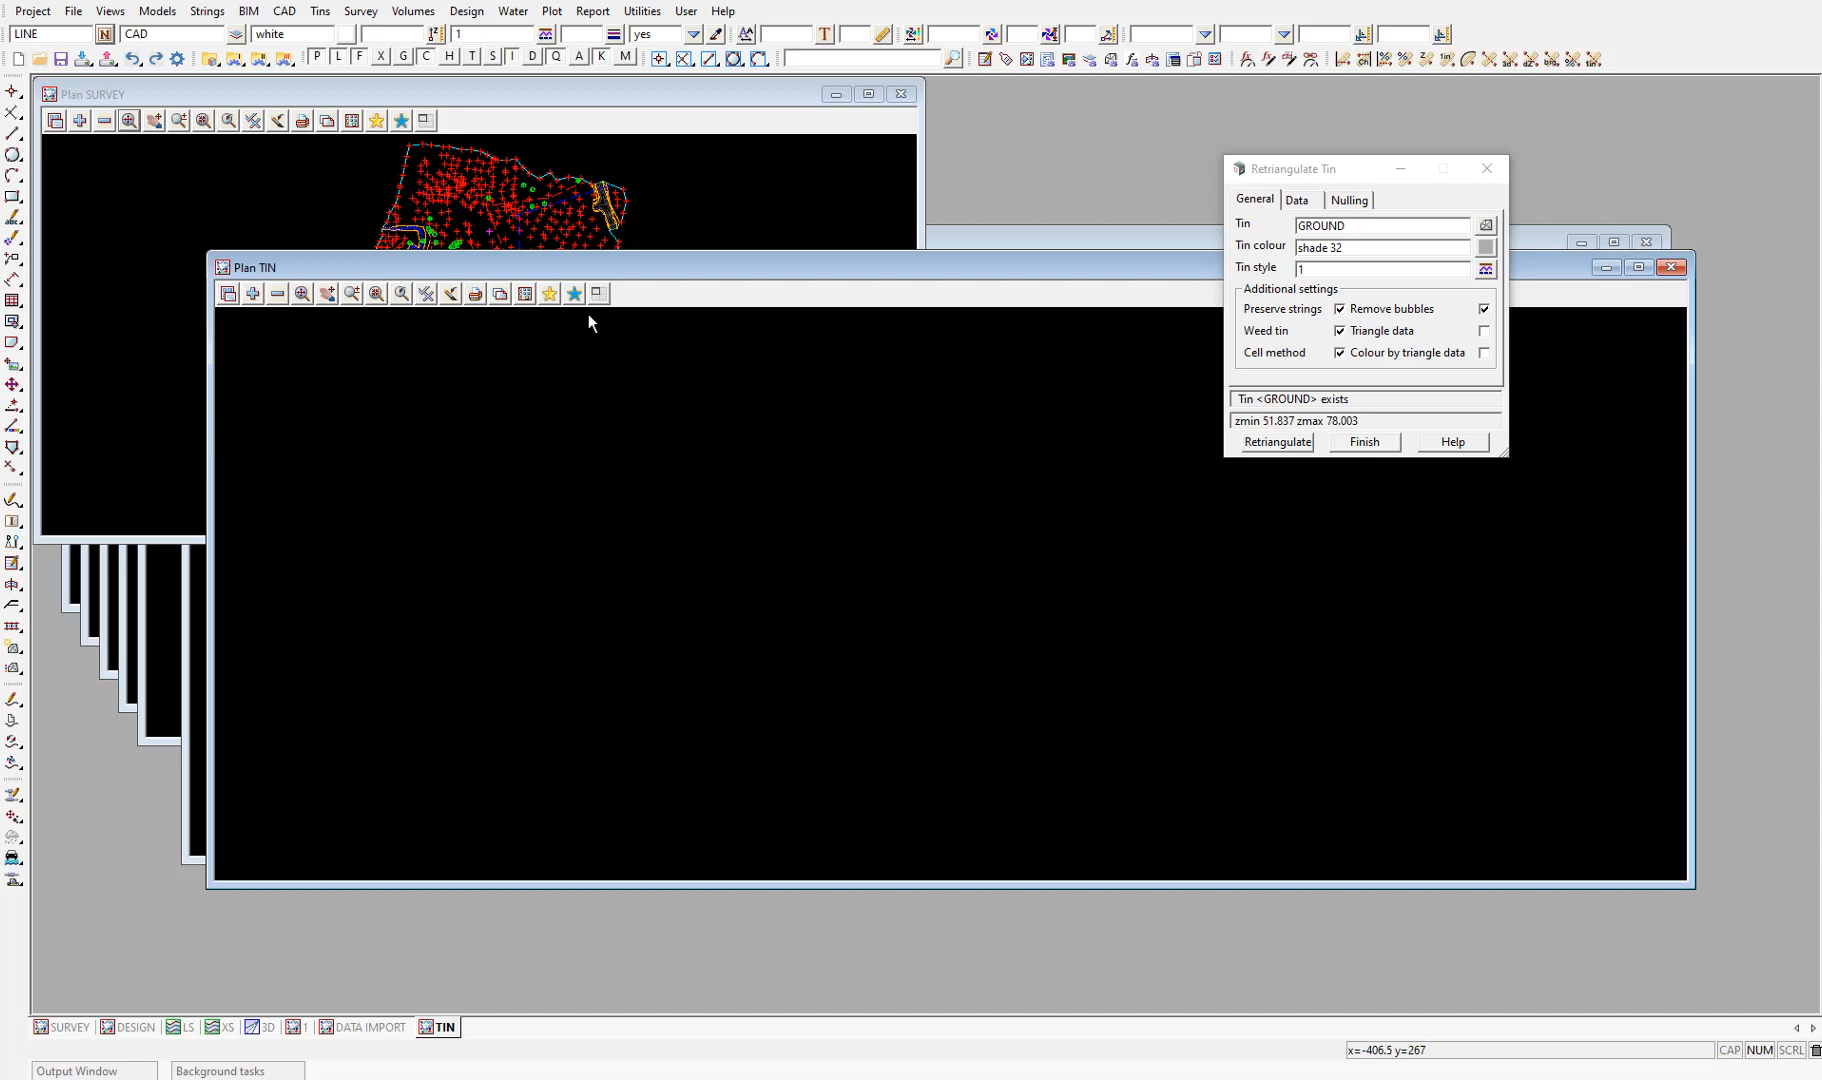 Project File Views Models Strings BIM CAD Tins Survey Volumes Design Water Plot Report Utilities User Help
LINE N CAD white 1 yes T
P L F X G C H T S I D Q A K M
Plan SURVEY
Plan TIN
Retriangulate Tin
General Data Nulling
Tin GROUND
Tin colour shade 32
Tin style 1
Additional settings
Preserve strings Remove bubbles
Weed tin Triangle data
Cell method Colour by triangle data
Tin <GROUND> exists
zmin 51.837 zmax 78.003
Retriangulate Finish Help
SURVEY DESIGN LS XS 3D 1 DATA IMPORT TIN
x=-406.5 y=267 CAP NUM SCRL
Output Window Background tasks